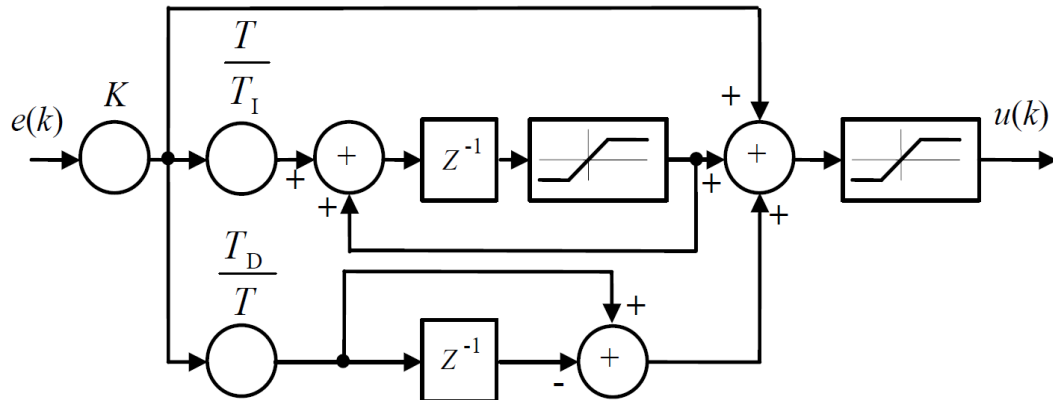 T
T_I
K
e(k)
+
u(k)
+
+
+
+
+
Z^{-1}
+
T_D
T
+
+
-
Z^{-1}